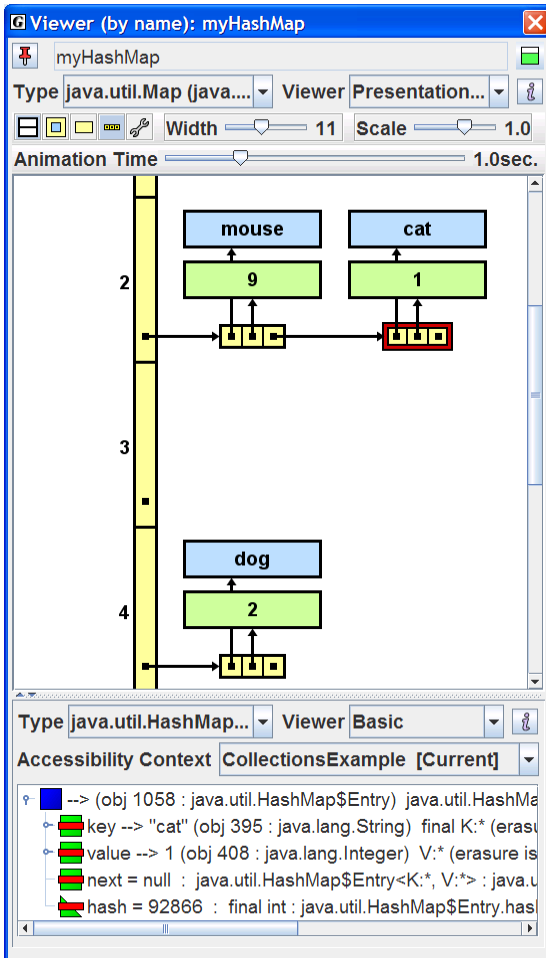 Viewer (by name): myHashMap
myHashMap
Type java.util.Map (java.... Viewer Presentation...
Width 11 Scale 1.0
Animation Time 1.0sec.
mouse cat
2 9 1
3
dog
4 2
Type java.util.HashMap... Viewer Basic
Accessibility Context CollectionsExample [Current]
--> (obj 1058 : java.util.HashMap$Entry) java.util.HashMa
key --> "cat" (obj 395 : java.lang.String) final K:* (erasu
value --> 1 (obj 408 : java.lang.Integer) V:* (erasure is
next = null : java.util.HashMap$Entry<K:*, V:*> : java.u
hash = 92866 : final int : java.util.HashMap$Entry.hash